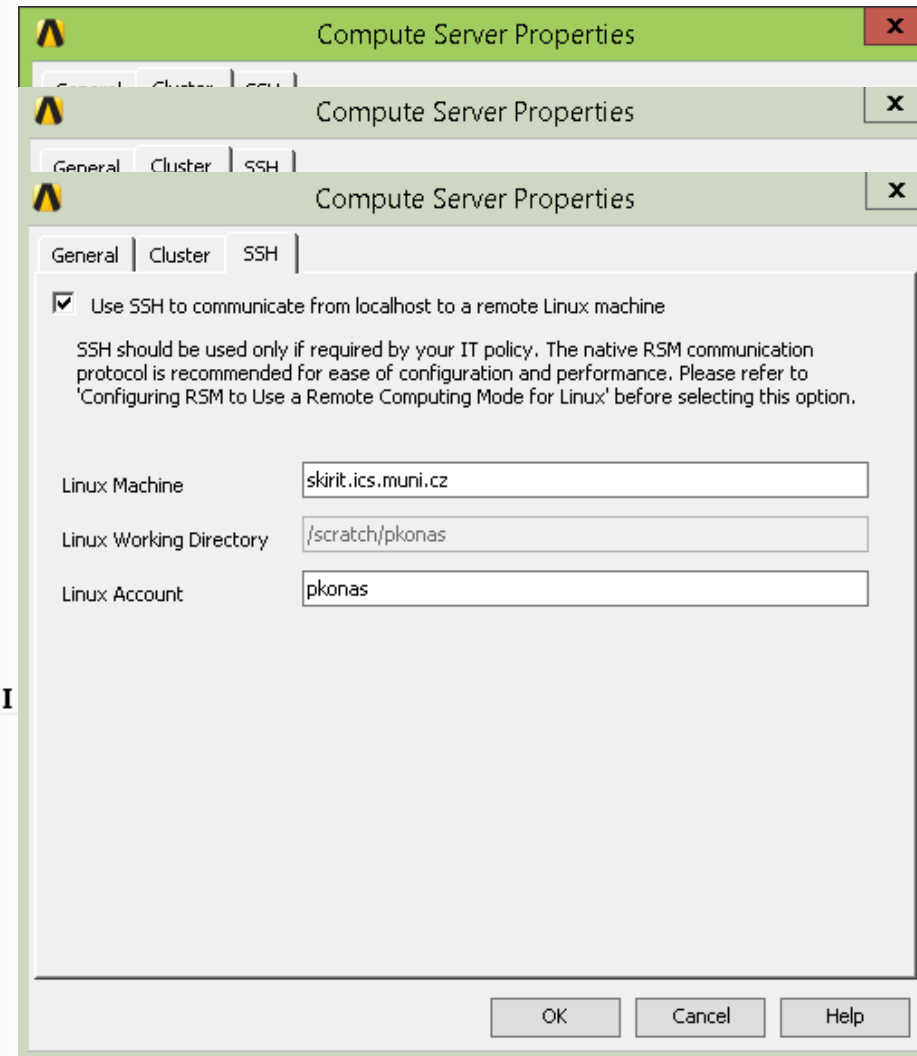 Compute Server Properties
General Cluster SSH
Compute Server Properties
General Cluster SSH
Compute Server Properties
General Cluster SSH
Use SSH to communicate from localhost to a remote Linux machine
SSH should be used only if required by your IT policy. The native RSM communication
protocol is recommended for ease of configuration and performance. Please refer to
'Configuring RSM to Use a Remote Computing Mode for Linux' before selecting this option.
Linux Machine skirit.ics.muni.cz
Linux Working Directory /scratch/pkonas
Linux Account pkonas
I
OK Cancel Help